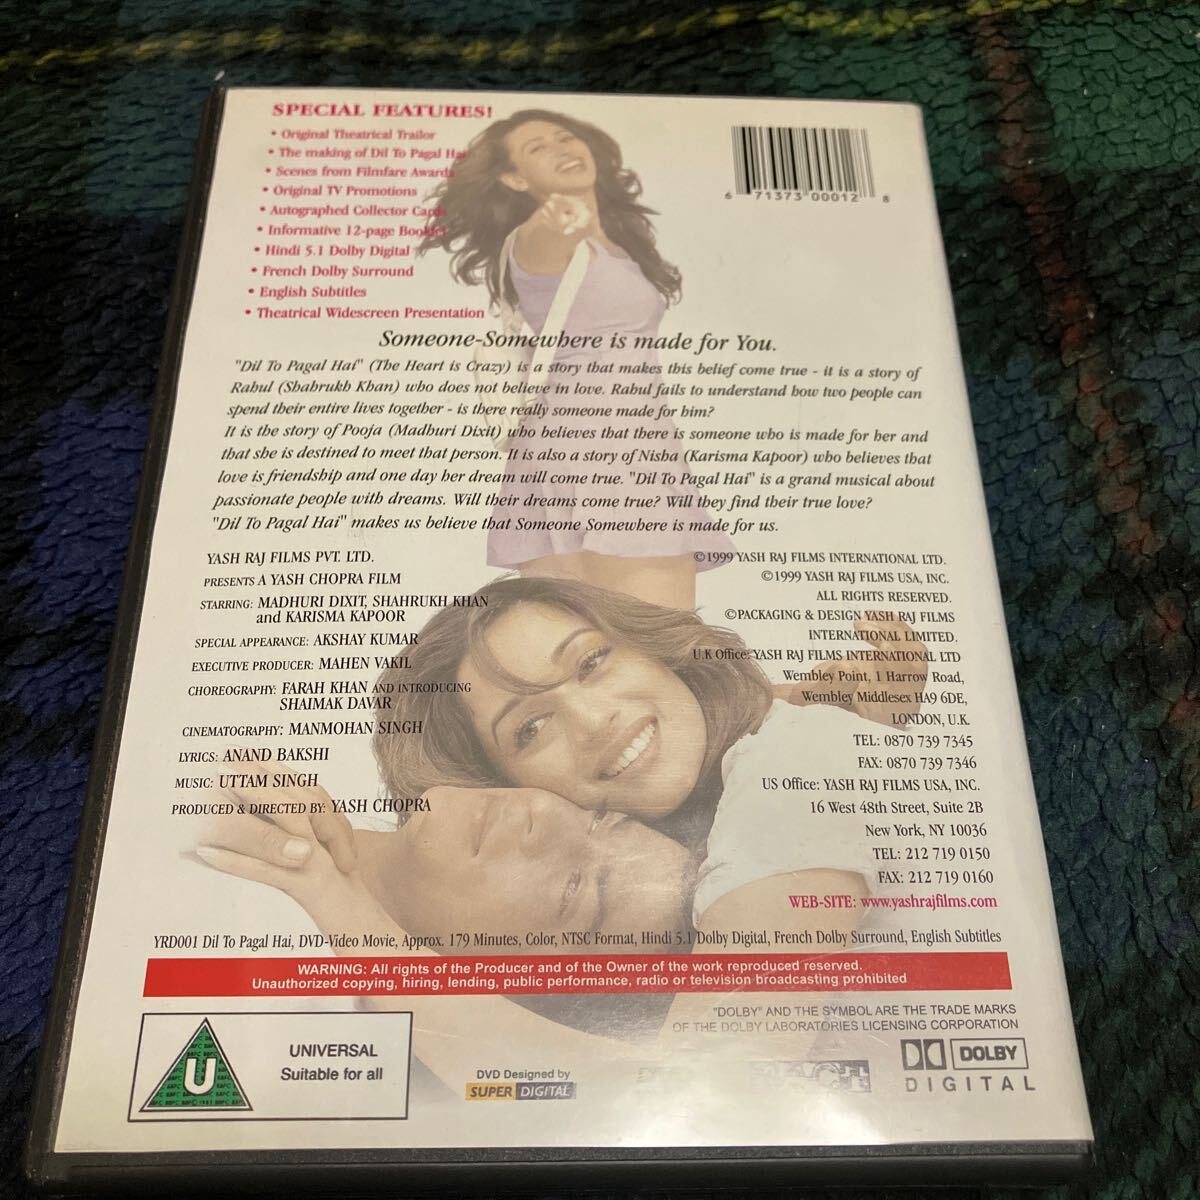 SPECIAL FEATURES!
• Original Theatrical Trailor
• The making of Dil To Pagal Hai
• Scenes from Filmfare Awards
• Original TV Promotions
• Autographed Collector Cards
• Informative 12-page Booklet
• Hindi 5.1 Dolby Digital
• French Dolby Surround
• English Subtitles
• Theatrical Widescreen Presentation
6 71373 00012 8
Someone-Somewhere is made for You.
"Dil To Pagal Hai" (The Heart is Crazy) is a story that makes this belief come true - it is a story of
Rahul (Shahrukh Khan) who does not believe in love. Rahul fails to understand how two people can
spend their entire lives together - is there really someone made for him?
It is the story of Pooja (Madhuri Dixit) who believes that there is someone who is made for her and
that she is destined to meet that person. It is also a story of Nisha (Karisma Kapoor) who believes that
love is friendship and one day her dream will come true. "Dil To Pagal Hai" is a grand musical about
passionate people with dreams. Will their dreams come true? Will they find their true love?
"Dil To Pagal Hai" makes us believe that Someone Somewhere is made for us.
YASH RAJ FILMS PVT. LTD.
PRESENTS A YASH CHOPRA FILM
STARRING: MADHURI DIXIT, SHAHRUKH KHAN
and KARISMA KAPOOR
SPECIAL APPEARANCE: AKSHAY KUMAR
EXECUTIVE PRODUCER: MAHEN VAKIL
CHOREOGRAPHY: FARAH KHAN AND INTRODUCING
SHAIMAK DAVAR
CINEMATOGRAPHY: MANMOHAN SINGH
LYRICS: ANAND BAKSHI
MUSIC: UTTAM SINGH
PRODUCED & DIRECTED BY: YASH CHOPRA
©1999 YASH RAJ FILMS INTERNATIONAL LTD.
©1999 YASH RAJ FILMS USA, INC.
ALL RIGHTS RESERVED.
©PACKAGING & DESIGN YASH RAJ FILMS
INTERNATIONAL LIMITED.
U.K Office: YASH RAJ FILMS INTERNATIONAL LTD
Wembley Point, 1 Harrow Road,
Wembley Middlesex HA9 6DE,
LONDON, U.K.
TEL: 0870 739 7345
FAX: 0870 739 7346
US Office: YASH RAJ FILMS USA, INC.
16 West 48th Street, Suite 2B
New York, NY 10036
TEL: 212 719 0150
FAX: 212 719 0160
WEB-SITE: www.yashrajfilms.com
YRD001 Dil To Pagal Hai, DVD-Video Movie, Approx. 179 Minutes, Color, NTSC Format, Hindi 5.1 Dolby Digital, French Dolby Surround, English Subtitles
WARNING: All rights of the Producer and of the Owner of the work reproduced reserved.
Unauthorized copying, hiring, lending, public performance, radio or television broadcasting prohibited
"DOLBY" AND THE SYMBOL ARE THE TRADE MARKS
OF THE DOLBY LABORATORIES LICENSING CORPORATION
U
UNIVERSAL
Suitable for all
DVD Designed by
SUPER DIGITAL
DOLBY
DIGITAL